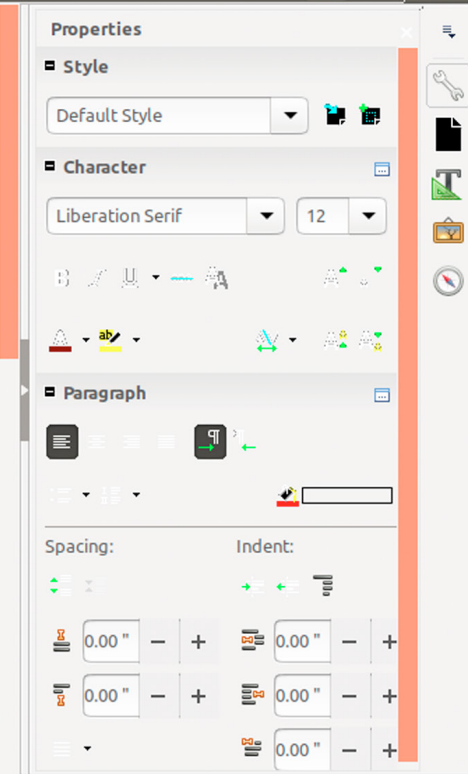 Properties
Style
Default Style
Character
Liberation Serif
12
Paragraph
Spacing:
Indent:
0.00 "
0.00 "
0.00 "
0.00 "
0.00 "